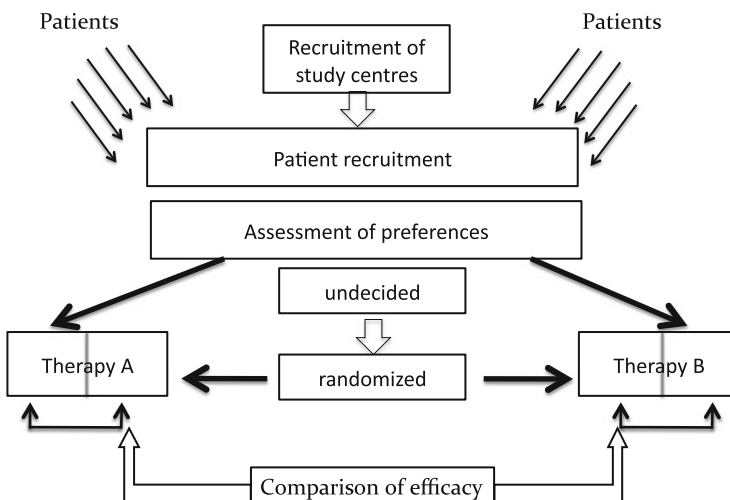 Patients
Patients
Recruitment of
study centres
Patient recruitment
Assessment of preferences
undecided
Therapy A
randomized
Therapy B
Comparison of efficacy